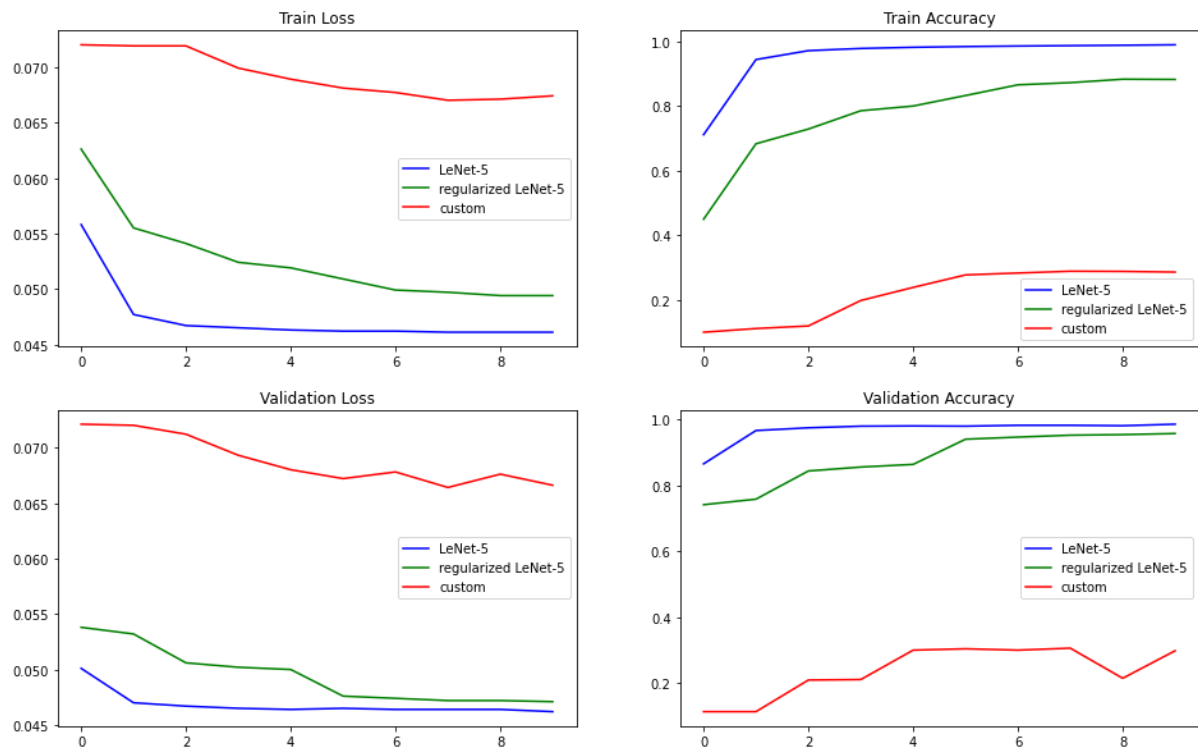 Train Loss
0.070
0.065
0.060
0.055
0.050
0.045
0 2 4 6 8
LeNet-5
regularized LeNet-5
custom
Train Accuracy
1.0
0.8
0.6
0.4
0.2
0 2 4 6 8
LeNet-5
regularized LeNet-5
custom
Validation Loss
0.070
0.065
0.060
0.055
0.050
0.045
0 2 4 6 8
LeNet-5
regularized LeNet-5
custom
Validation Accuracy
1.0
0.8
0.6
0.4
0.2
0 2 4 6 8
LeNet-5
regularized LeNet-5
custom